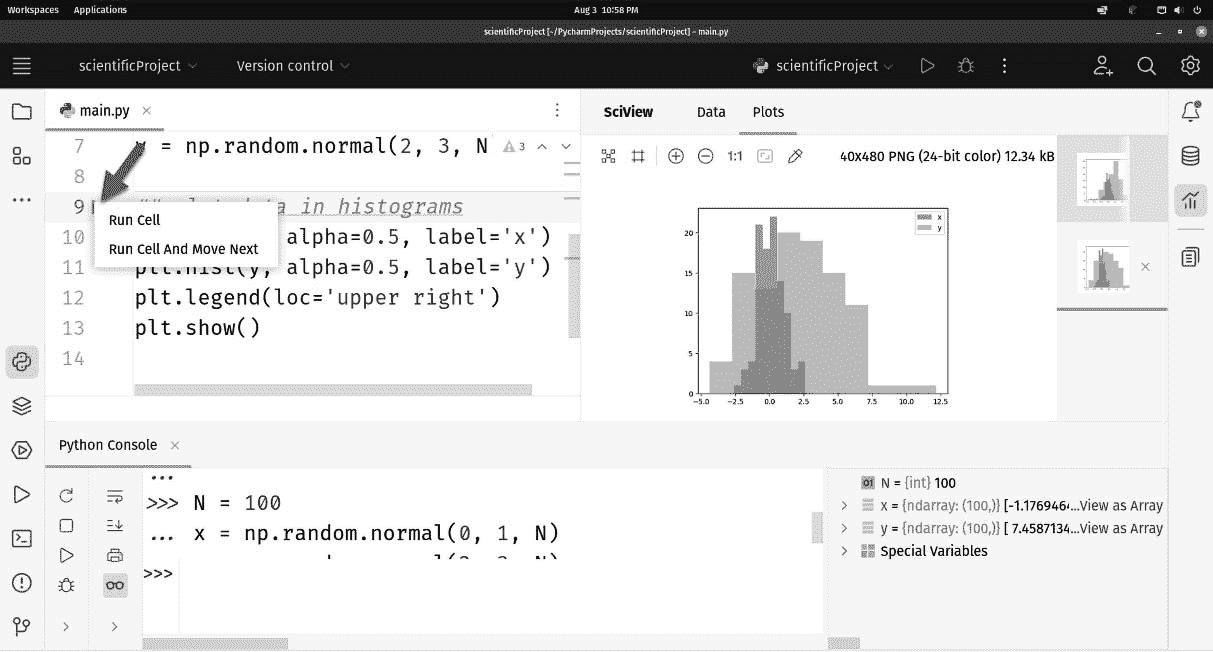 Workspaces Applications Aug 3 10:58 PM
scientificProject [~/PycharmProjects/scientificProject] – main.py
scientificProject Version control scientificProject
main.py
SciView Data Plots
7 = np.random.normal(2, 3, N 3
8
9 in histograms
Run Cell
10 alpha=0.5, label='x')
Run Cell And Move Next
11 plt.hist(y, alpha=0.5, label='y')
12 plt.legend(loc='upper right')
13 plt.show()
14
1:1 40x480 PNG (24-bit color) 12.34 kB
x
y
20
15
10
5
0
−5.0 −2.5 0.0 2.5 5.0 7.5 10.0 12.5
Python Console
...
>>> N = 100
... x = np.random.normal(0, 1, N)
>>>
01 N = {int} 100
x = {ndarray: (100,)} [-1.176946...View as Array
y = {ndarray: (100,)} [ 7.4587134...View as Array
Special Variables